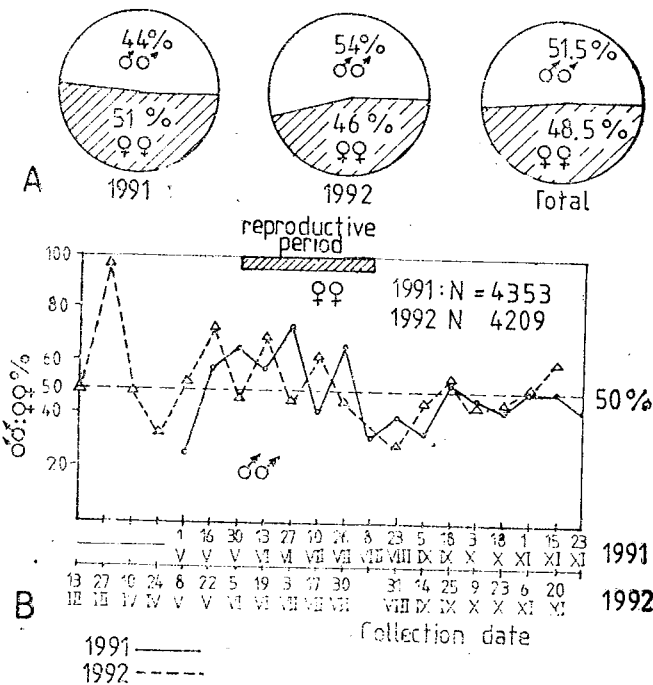 44% 54% 51.5%
♂♂ ♂♂ ♂♂
51 % 46 % 48.5%
♀♀ ♀♀ ♀♀
A
1991 1992 Total
reproductive
period
100
80
60
50
40
20
♂♂:♀♀%
♀♀
1991: N = 4353
1992 N 4209
50%
♂♂
1 16 30 13 27 10 26 8 23 5 18 3 18 1 15 23
V V V VI VI VII VII VIII VIII IX IX X X XI XI XI
1991
13 27 10 24 8 22 5 19 3 17 30 31 14 25 9 23 6 20
III III IV IV V V VI VI VII VII VII VIII IX IX X X XI XI
1992
B
Collection date
1991
1992